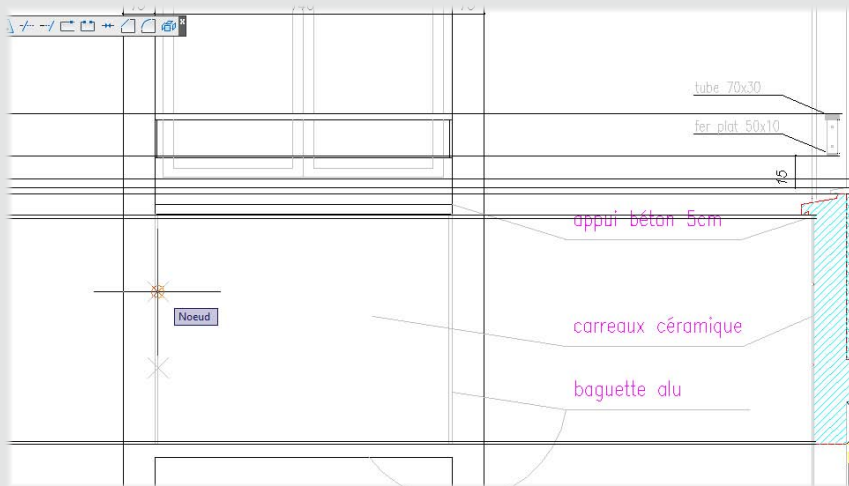 tube 70x30
fer plat 50x10
15
appui béton 5cm
Noeud
carreaux céramique
baguette alu